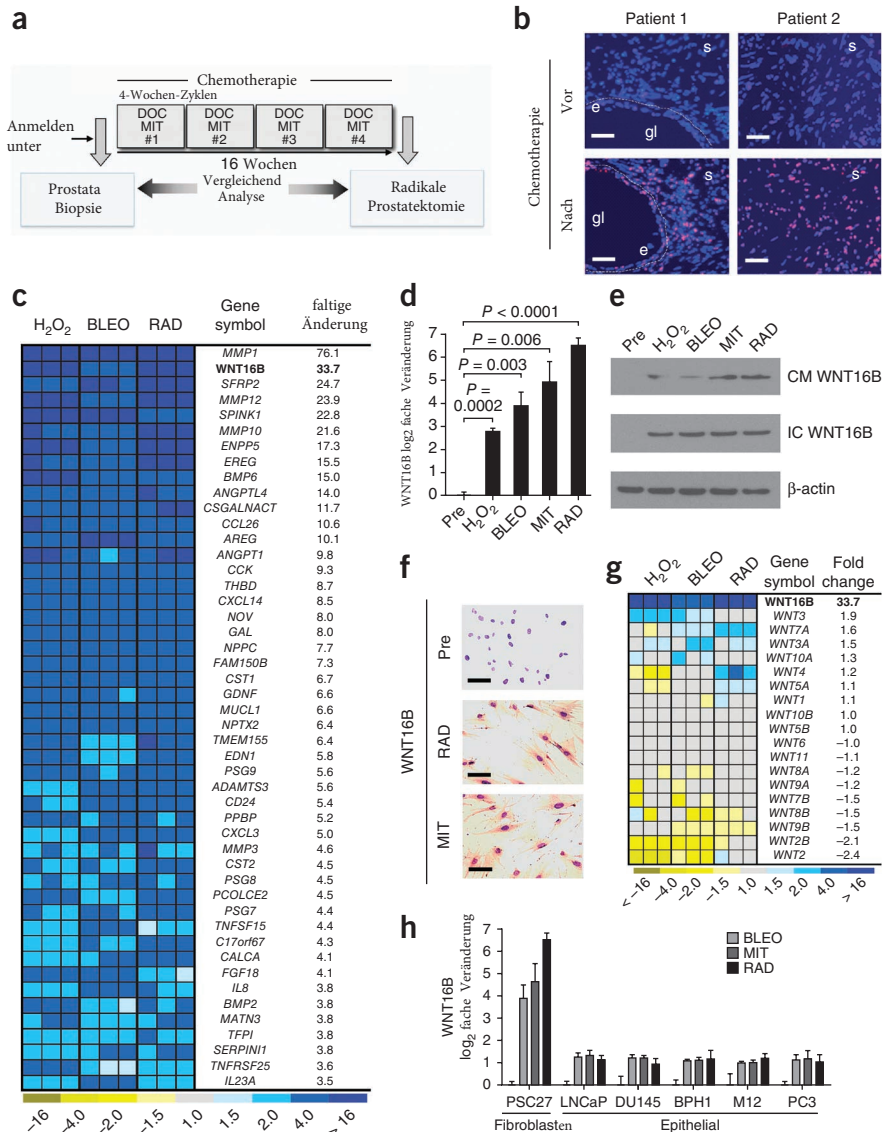 a
Chemotherapie
4-Wochen-Zyklen
DOC MIT #1
DOC MIT #2
DOC MIT #3
DOC MIT #4
Anmelden
unter
16 Wochen
Vergleichend
Analyse
Prostata
Biopsie
Radikale
Prostatektomie
b
Patient 1 Patient 2
Chemotherapie
Vor
Nach
s
e
gl
s
s
gl
e
s
c
H2O2 BLEO RAD
Gene symbol
faltige Änderung
MMP1 76.1
WNT16B 33.7
SFRP2 24.7
MMP12 23.9
SPINK1 22.8
MMP10 21.6
ENPP5 17.3
EREG 15.5
BMP6 15.0
ANGPTL4 14.0
CSGALNACT 11.7
CCL26 10.6
AREG 10.1
ANGPT1 9.8
CCK 9.3
THBD 8.7
CXCL14 8.5
NOV 8.0
GAL 8.0
NPPC 7.7
FAM150B 7.3
CST1 6.7
GDNF 6.6
MUCL1 6.6
NPTX2 6.4
TMEM155 6.4
EDN1 5.8
PSG9 5.6
ADAMTS3 5.6
CD24 5.4
PPBP 5.2
CXCL3 5.0
MMP3 4.6
CST2 4.5
PSG8 4.5
PCOLCE2 4.5
PSG7 4.4
TNFSF15 4.4
C17orf67 4.3
CALCA 4.1
FGF18 4.1
IL8 3.8
BMP2 3.8
MATN3 3.8
TFPI 3.8
SERPINI1 3.8
TNFRSF25 3.6
IL23A 3.5
-16 -4.0 -2.0 -1.5 1.0 1.5 2.0 4.0 > 16
d
WNT16B log2 fache Veränderung
7
6
5
4
3
2
1
0
P < 0.0001
P = 0.006
P = 0.003
P =
0.0002
Pre H2O2 BLEO MIT RAD
e
Pre H2O2 BLEO MIT RAD
CM WNT16B
IC WNT16B
β-actin
f
WNT16B
Pre
RAD
MIT
g
H2O2 BLEO RAD
Gene symbol
Fold change
WNT16B 33.7
WNT3 1.9
WNT7A 1.6
WNT3A 1.5
WNT10A 1.3
WNT4 1.2
WNT5A 1.1
WNT1 1.1
WNT10B 1.0
WNT5B 1.0
WNT6 –1.0
WNT11 –1.1
WNT8A –1.2
WNT9A –1.2
WNT7B –1.5
WNT8B –1.5
WNT9B –1.5
WNT2B –2.1
WNT2 –2.4
< –16 –4.0 –2.0 –1.5 1.0 1.5 2.0 4.0 > 16
h
WNT16B
log2 fache Veränderung
7
6
5
4
3
2
1
0
BLEO
MIT
RAD
PSC27 LNCaP DU145 BPH1 M12 PC3
Fibroblasten Epithelial